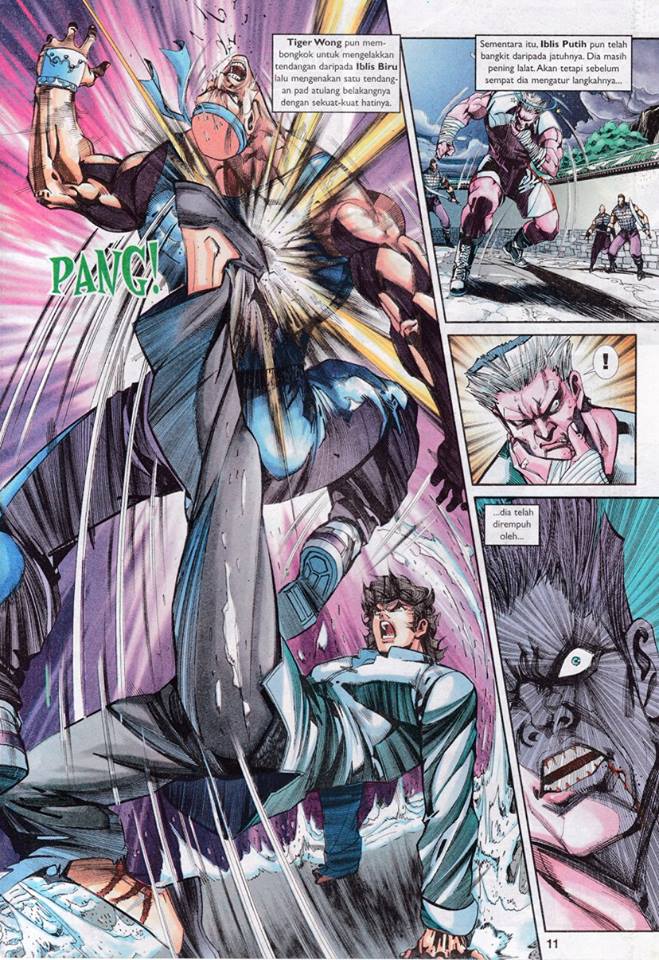 Tiger Wong pun mem-
bongkok untuk mengelakkan
tendangan daripada Iblis Biru
lalu mengenakan satu tendang-
an pad atulang belakangnya
dengan sekuat-kuat hatinya.
Sementara itu, Iblis Putih pun telah
bangkit daripada jatuhnya. Dia masih
pening lalat. Akan tetapi sebelum
sempat dia mengatur langkahnya...
PANG!
!
...dia telah
dirempuh
oleh...
11